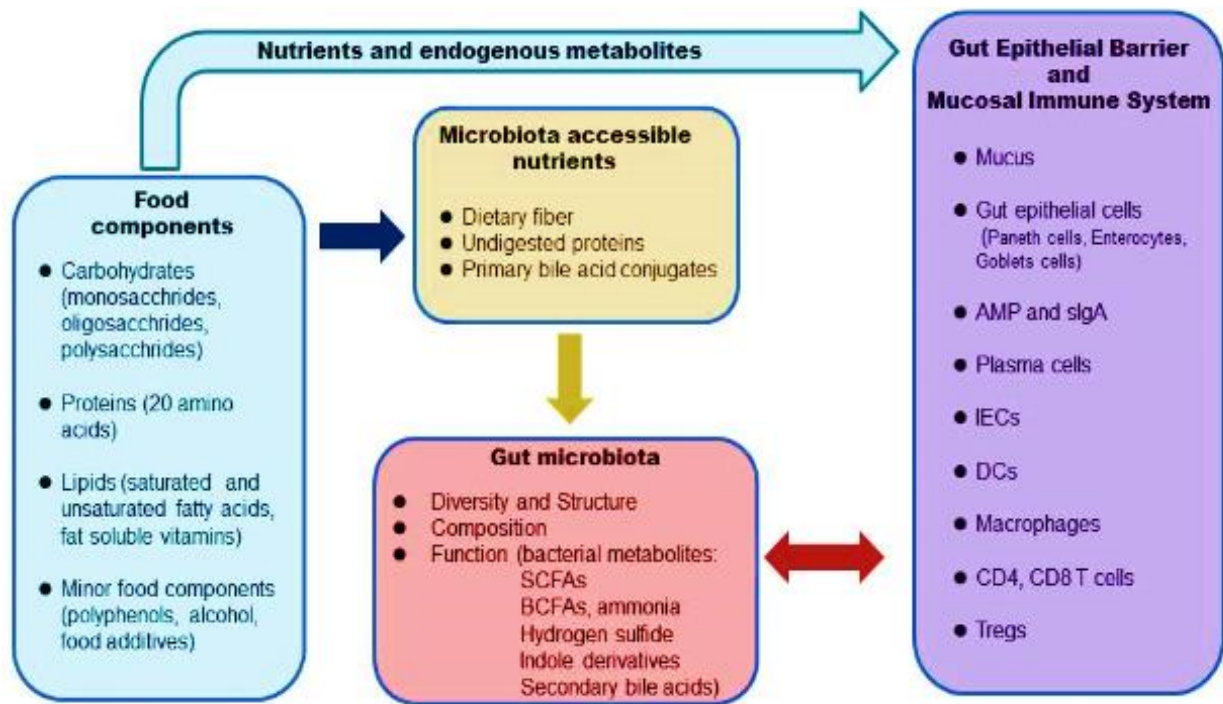 Nutrients and endogenous metabolites
Food
components
● Carbohydrates
(monosacchrides,
oligosacchrides,
polysacchrides)
● Proteins (20 amino
acids)
● Lipids (saturated and
unsaturated fatty acids,
fat soluble vitamins)
● Minor food components
(polyphenols, alcohol,
food additives)
Microbiota accessible
nutrients
● Dietary fiber
● Undigested proteins
● Primary bile acid conjugates
Gut microbiota
● Diversity and Structure
● Composition
● Function (bacterial metabolites:
SCFAs
BCFAs, ammonia
Hydrogen sulfide
Indole derivatives
Secondary bile acids)
Gut Epithelial Barrier
and
Mucosal Immune System
● Mucus
● Gut epithelial cells
(Paneth cells, Enterocytes,
Goblets cells)
● AMP and sIgA
● Plasma cells
● IECs
● DCs
● Macrophages
● CD4, CD8 T cells
● Tregs